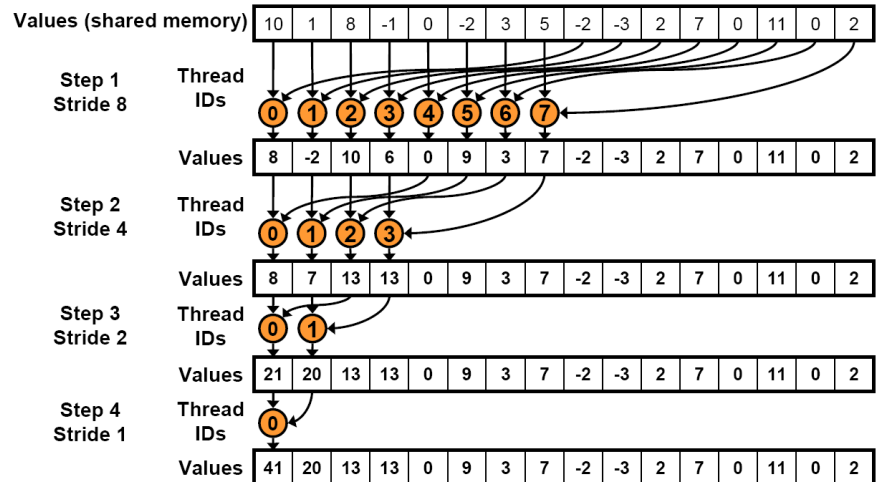 Values (shared memory) 10 1 8 -1 0 -2 3 5 -2 -3 2 7 0 11 0 2
Step 1 Thread
Stride 8 IDs
0 1 2 3 4 5 6 7
Values 8 -2 10 6 0 9 3 7 -2 -3 2 7 0 11 0 2
Step 2 Thread
Stride 4 IDs
0 1 2 3
Values 8 7 13 13 0 9 3 7 -2 -3 2 7 0 11 0 2
Step 3 Thread
Stride 2 IDs
0 1
Values 21 20 13 13 0 9 3 7 -2 -3 2 7 0 11 0 2
Step 4 Thread
Stride 1 IDs
0
Values 41 20 13 13 0 9 3 7 -2 -3 2 7 0 11 0 2